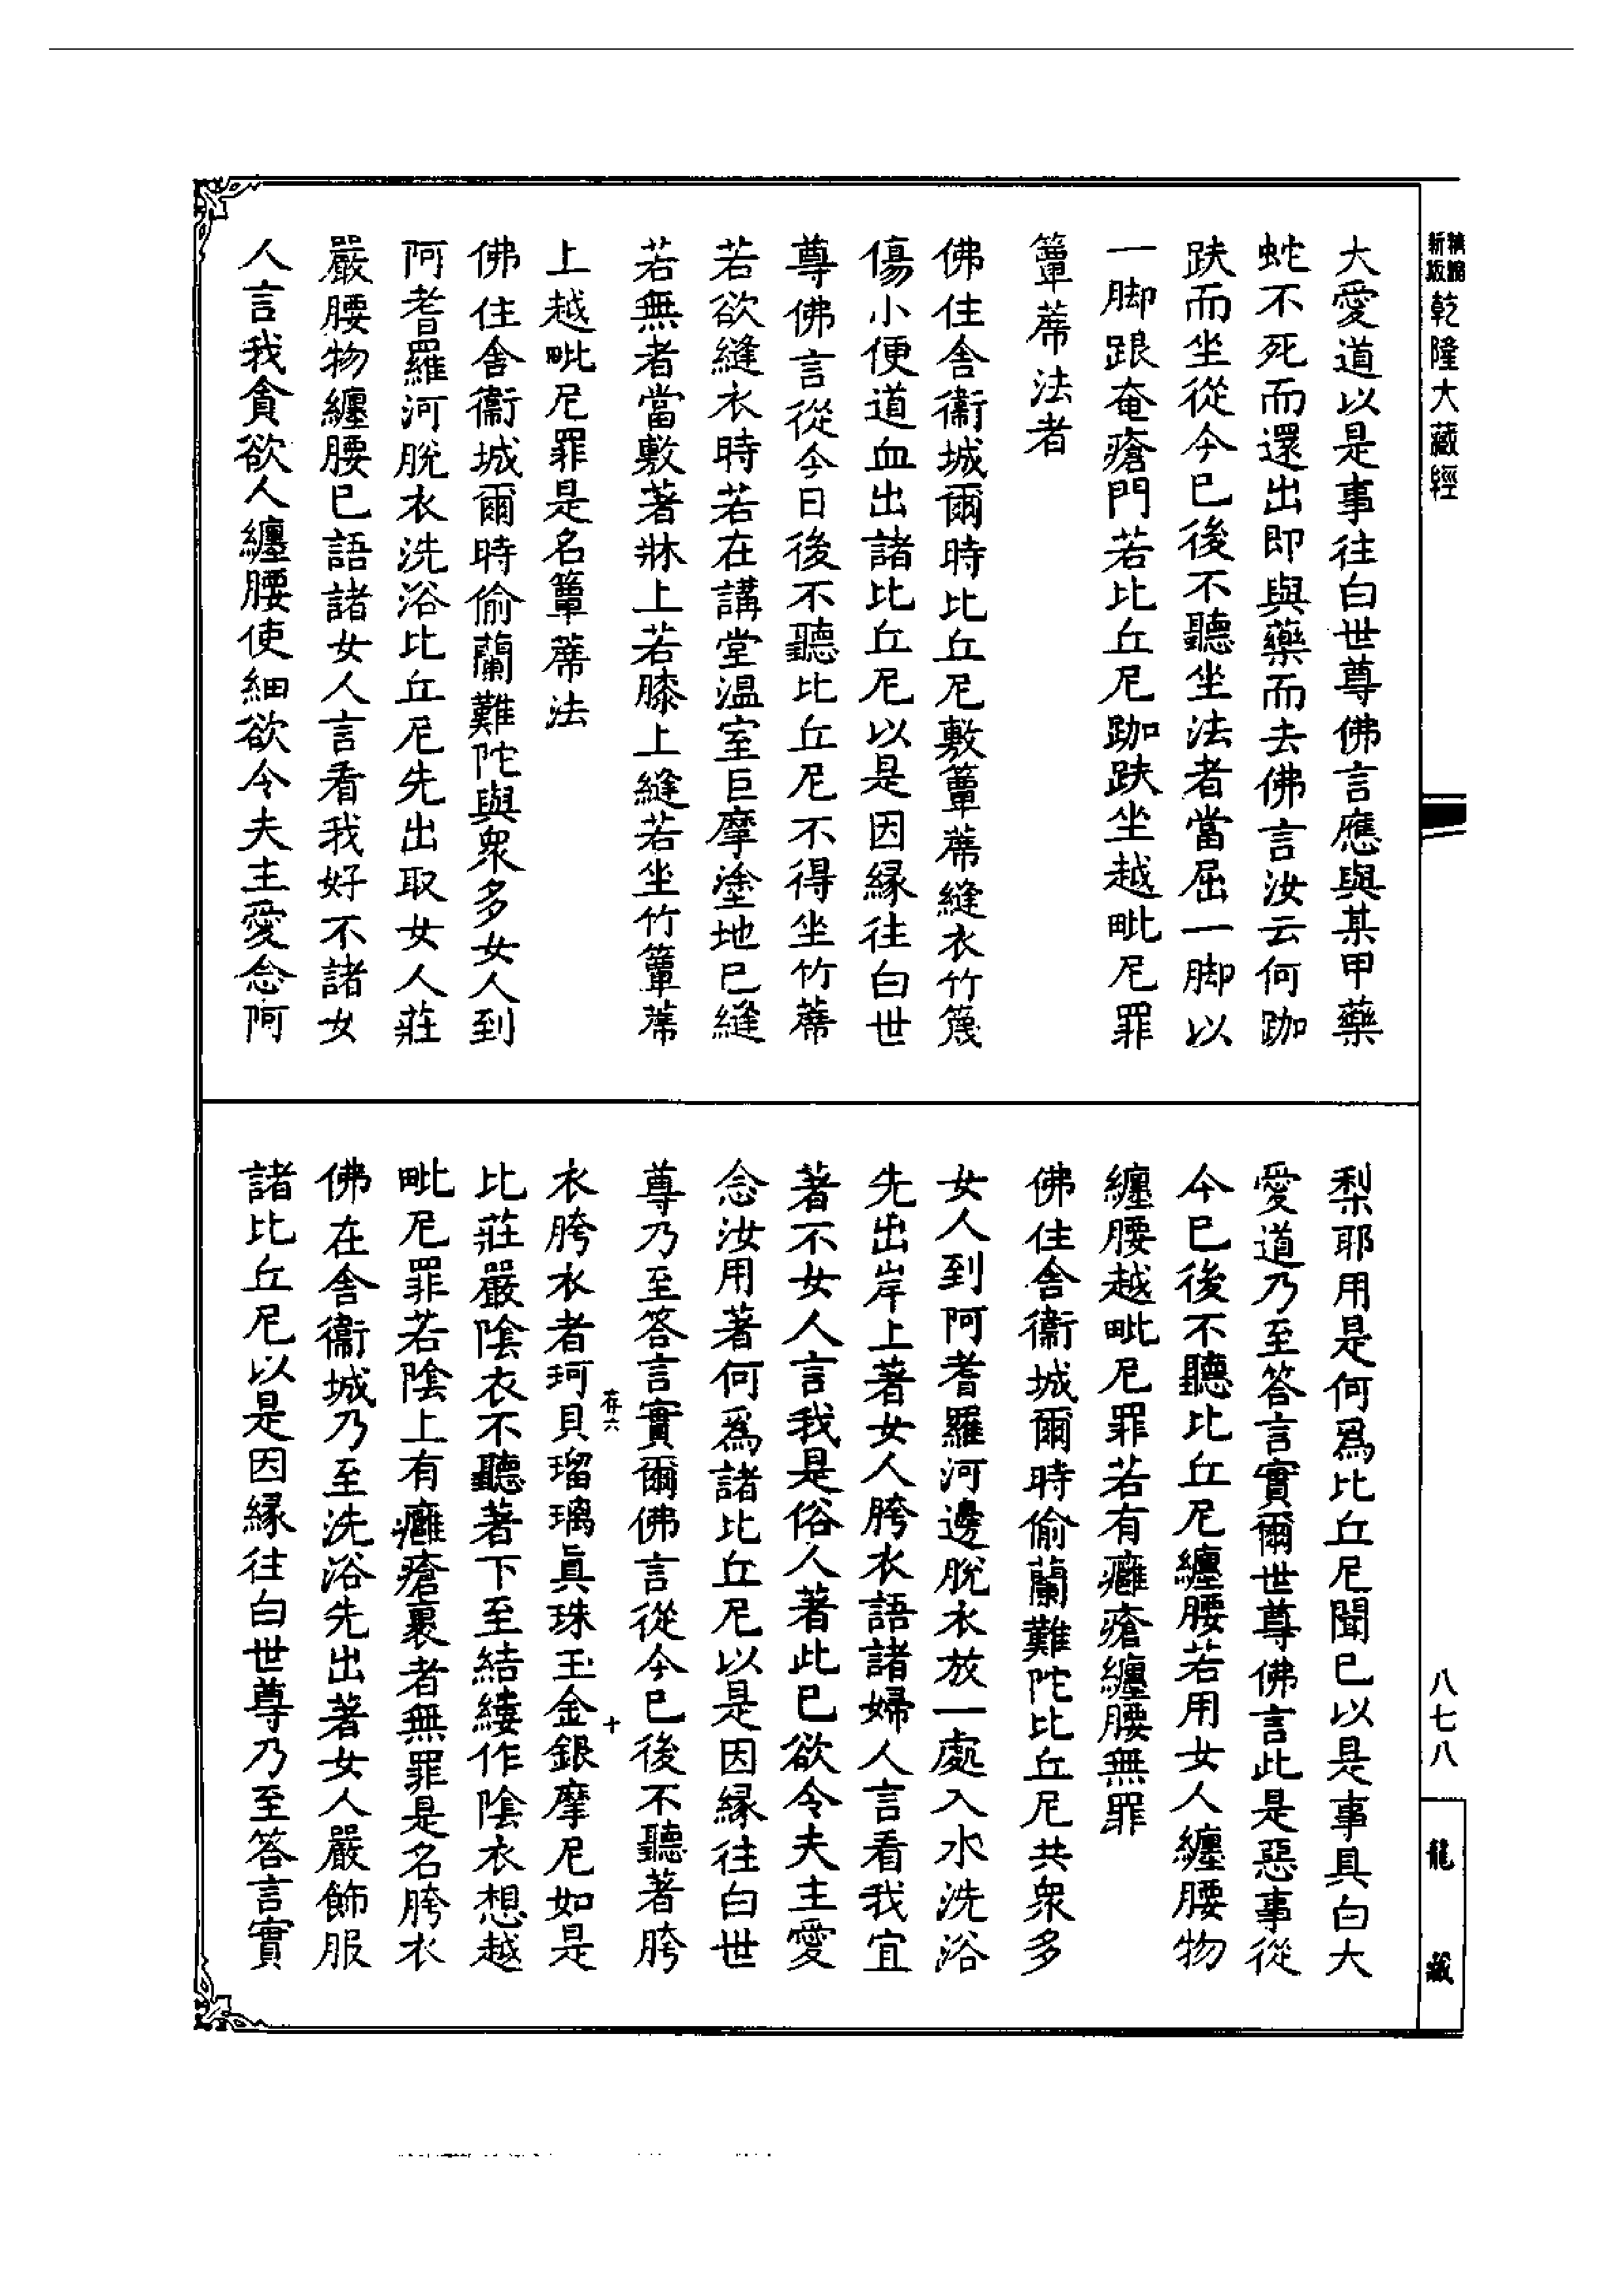 精縮新版乾隆大藏經
八七八
龍藏
大愛道以是事往白世尊佛言應與某甲藥
蛇不死而還出即與藥而去佛言汝云何跏
趺而坐從今已後不聽坐法者當屈一脚以
一脚跟奄瘡門若比丘尼跏趺坐越毗尼罪
簟蓆法者
佛住舍衞城爾時比丘尼敷簟蓆縫衣竹篾
傷小便道血出諸比丘尼以是因緣往白世
尊佛言從今日後不聽比丘尼不得坐竹蓆
若欲縫衣時若在講堂温室巨摩塗地已縫
若無者當敷著牀上若膝上縫若坐竹簟蓆
上越毗尼罪是名簟蓆法
佛住舍衞城爾時偷蘭難陀與衆多女人到
阿耆羅河脫衣洗浴比丘尼先出取女人莊
嚴腰物纏腰已語諸女人言看我好不諸女
人言我貪欲人纏腰使細欲令夫主愛念阿
梨耶用是何爲比丘尼聞已以是事具白大
愛道乃至答言實爾世尊佛言此是惡事從
今已後不聽比丘尼纏腰若用女人纏腰物
纏腰越毗尼罪若有癰瘡纏腰無罪
佛住舍衞城爾時偷蘭難陀比丘尼共衆多
女人到阿耆羅河邊脫衣放一處入水洗浴
先出岸上著女人胯衣語諸婦人言看我宜
著不女人言我是俗人著此已欲令夫主愛
念汝用著何爲諸比丘尼以是因緣往白世
尊乃至答言實爾佛言從今已後不聽著胯
存六 十
衣胯衣者珂貝瑠璃眞珠玉金銀摩尼如是
比莊嚴陰衣不聽著下至結縷作陰衣想越
毗尼罪若陰上有癰瘡裹者無罪是名胯衣
佛在舍衞城乃至洗浴先出著女人嚴飾服
諸比丘尼以是因緣往白世尊乃至答言實